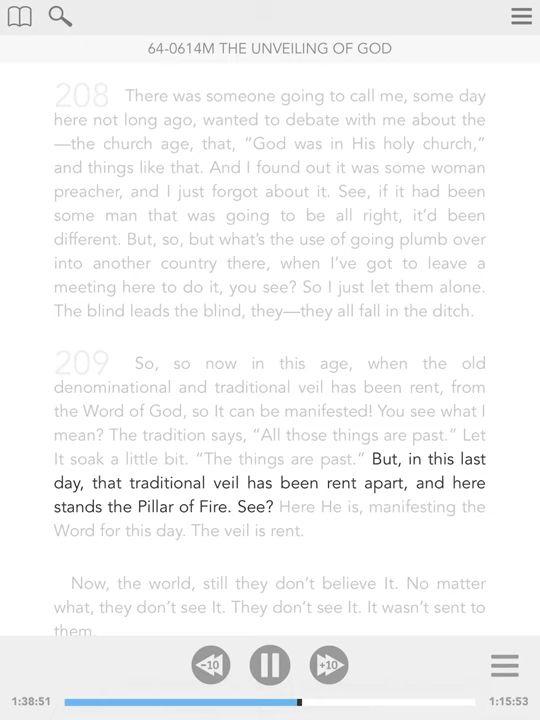 64-0614M THE UNVEILING OF GOD
208 There was someone going to call me, some day
here not long ago, wanted to debate with me about the
—the church age, that, “God was in His holy church,”
and things like that. And I found out it was some woman
preacher, and I just forgot about it. See, if it had been
some man that was going to be all right, it’d been
different. But, so, but what’s the use of going plumb over
into another country there, when I’ve got to leave a
meeting here to do it, you see? So I just let them alone.
The blind leads the blind, they—they all fall in the ditch.
209 So, so now in this age, when the old
denominational and traditional veil has been rent, from
the Word of God, so It can be manifested! You see what I
mean? The tradition says, “All those things are past.” Let
It soak a little bit. “The things are past.” But, in this last
day, that traditional veil has been rent apart, and here
stands the Pillar of Fire. See? Here He is, manifesting the
Word for this day. The veil is rent.
Now, the world, still they don’t believe It. No matter
what, they don’t see It. They don’t see It. It wasn’t sent to
them.
-10
+10
1:38:51
1:15:53